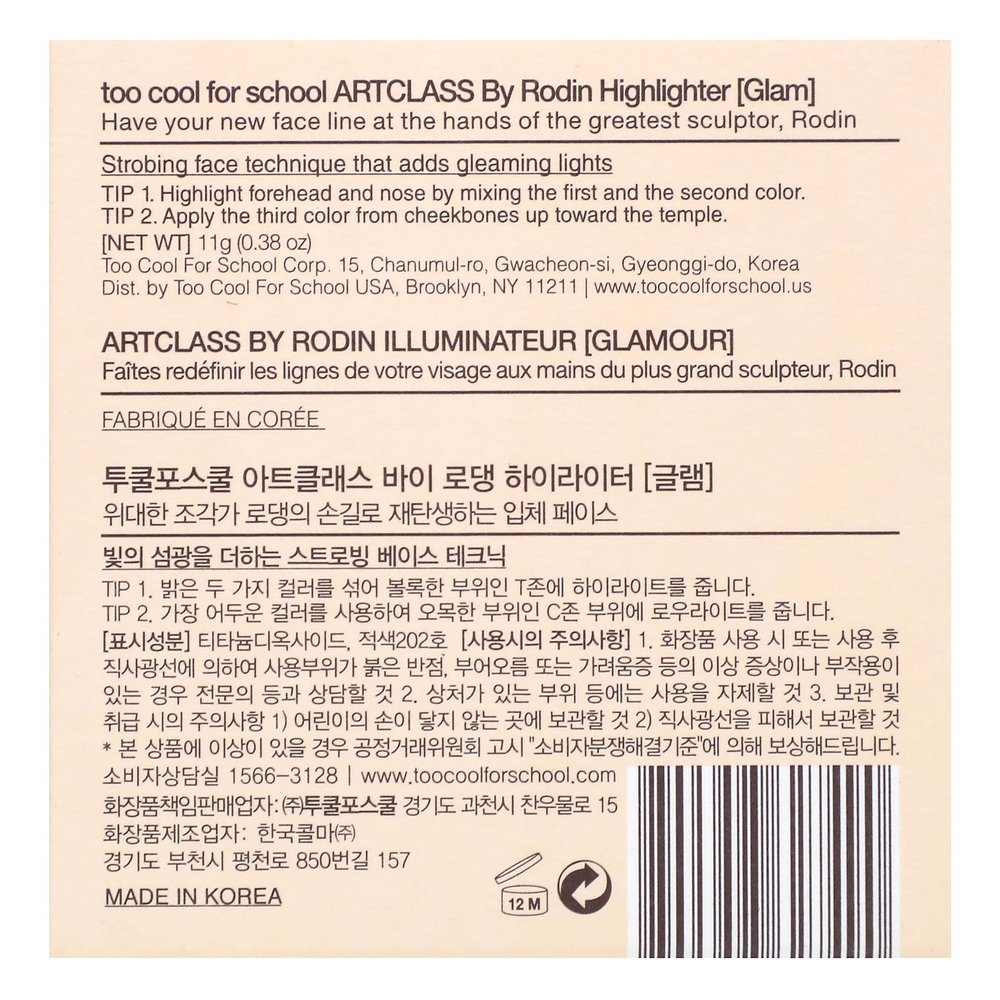 too cool for school ARTCLASS By Rodin Highlighter [Glam]
Have your new face line at the hands of the greatest sculptor, Rodin
Strobing face technique that adds gleaming lights
TIP 1. Highlight forehead and nose by mixing the first and the second color.
TIP 2. Apply the third color from cheekbones up toward the temple.
[NET WT] 11g (0.38 oz)
Too Cool For School Corp. 15, Chanumul-ro, Gwacheon-si, Gyeonggi-do, Korea
Dist. by Too Cool For School USA, Brooklyn, NY 11211 | www.toocoolforschool.us
ARTCLASS BY RODIN ILLUMINATEUR [GLAMOUR]
Faîtes redéfinir les lignes de votre visage aux mains du plus grand sculpteur, Rodin
FABRIQUÉ EN CORÉE
투쿨포스쿨 아트클래스 바이 로댕 하이라이터 [글램]
위대한 조각가 로댕의 손길로 재탄생하는 입체 페이스
빛의 섬광을 더하는 스트로빙 베이스 테크닉
TIP 1. 밝은 두 가지 컬러를 섞어 볼록한 부위인 T존에 하이라이트를 줍니다.
TIP 2. 가장 어두운 컬러를 사용하여 오목한 부위인 C존 부위에 로우라이트를 줍니다.
[표시성분] 티타늄디옥사이드, 적색202호 [사용시의 주의사항] 1. 화장품 사용 시 또는 사용 후
직사광선에 의하여 사용부위가 붉은 반점, 부어오름 또는 가려움증 등의 이상 증상이나 부작용이
있는 경우 전문의 등과 상담할 것 2. 상처가 있는 부위 등에는 사용을 자제할 것 3. 보관 및
취급 시의 주의사항 1) 어린이의 손이 닿지 않는 곳에 보관할 것 2) 직사광선을 피해서 보관할 것
* 본 상품에 이상이 있을 경우 공정거래위원회 고시 "소비자분쟁해결기준"에 의해 보상해드립니다.
소비자상담실 1566-3128 | www.toocoolforschool.com
화장품책임판매업자: ㈜투쿨포스쿨 경기도 과천시 찬우물로 15
화장품제조업자: 한국콜마㈜
경기도 부천시 평천로 850번길 157
MADE IN KOREA
12 M